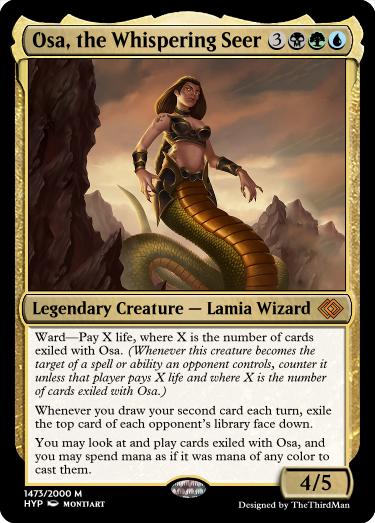 Osa, the Whispering Seer 3
Legendary Creature — Lamia Wizard
Ward—Pay X life, where X is the number of cards
exiled with Osa. (Whenever this creature becomes the
target of a spell or ability an opponent controls, counter it
unless that player pays X life and where X is the number
of cards exiled with Osa.)
Whenever you draw your second card each turn, exile
the top card of each opponent's library face down.
You may look at and play cards exiled with Osa, and
you may spend mana as if it was mana of any color to
cast them.
4/5
1473/2000 M
HYP MONTJART
Designed by TheThirdMan